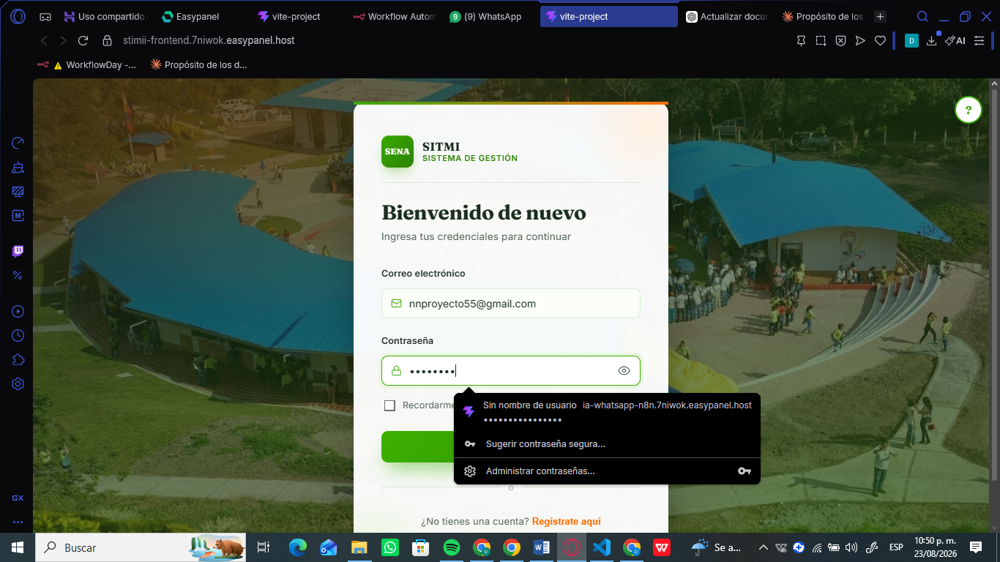 Uso compartido
Easypanel
vite-project
Workflow Autom
9
(9) WhatsApp
vite-project
Actualizar docur
Propósito de los
stimii-frontend.7niwok.easypanel.host
D
AI
WorkflowDay -...
Propósito de los d...
?
SENA
SITMI
SISTEMA DE GESTIÓN
Bienvenido de nuevo
Ingresa tus credenciales para continuar
Correo electrónico
nnproyecto55@gmail.com
Contraseña
••••••••
Recordarme
Sin nombre de usuario ia-whatsapp-n8n.7niwok.easypanel.host
••••••••••••••••
Sugerir contraseña segura...
Administrar contraseñas...
o
¿No tienes una cuenta? Regístrate aquí
M
GX
Buscar
Se a...
ESP
10:50 p. m.
23/08/2026